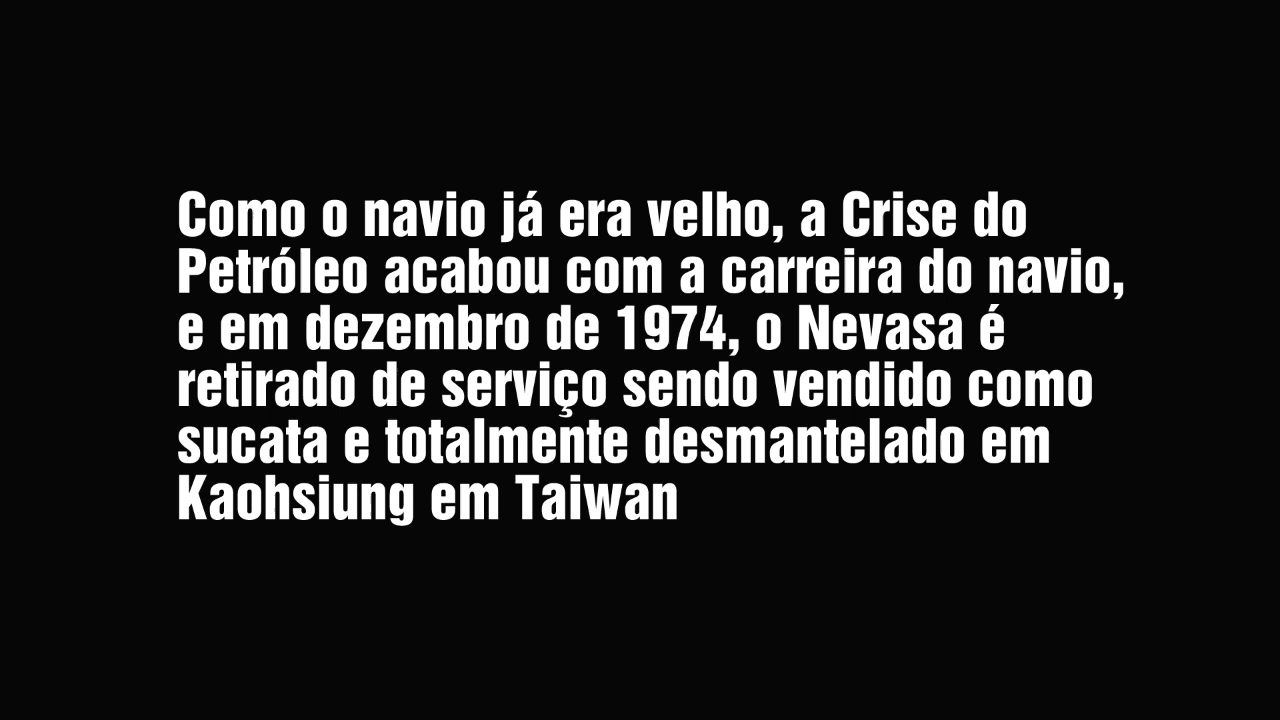 Como o navio já era velho, a Crise do
Petróleo acabou com a carreira do navio,
e em dezembro de 1974, o Nevasa é
retirado de serviço sendo vendido como
sucata e totalmente desmantelado em
Kaohsiung em Taiwan